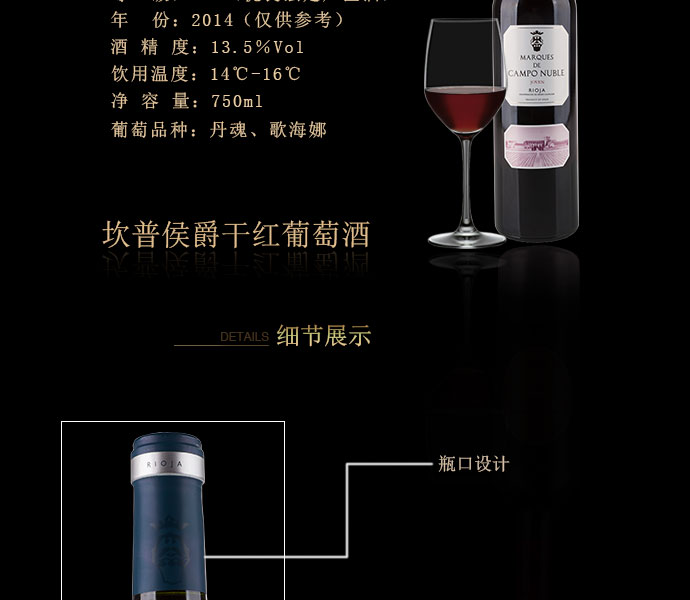 年 份：2014（仅供参考）
酒 精 度：13.5%Vol
饮用温度：14℃-16℃
净 容 量：750ml
葡萄品种：丹魂、歌海娜
MARQUES
DE
CAMPO NUBLE
JOVEN
RIOJA
坎普侯爵干红葡萄酒
DETAILS 细节展示
RIOJA
瓶口设计